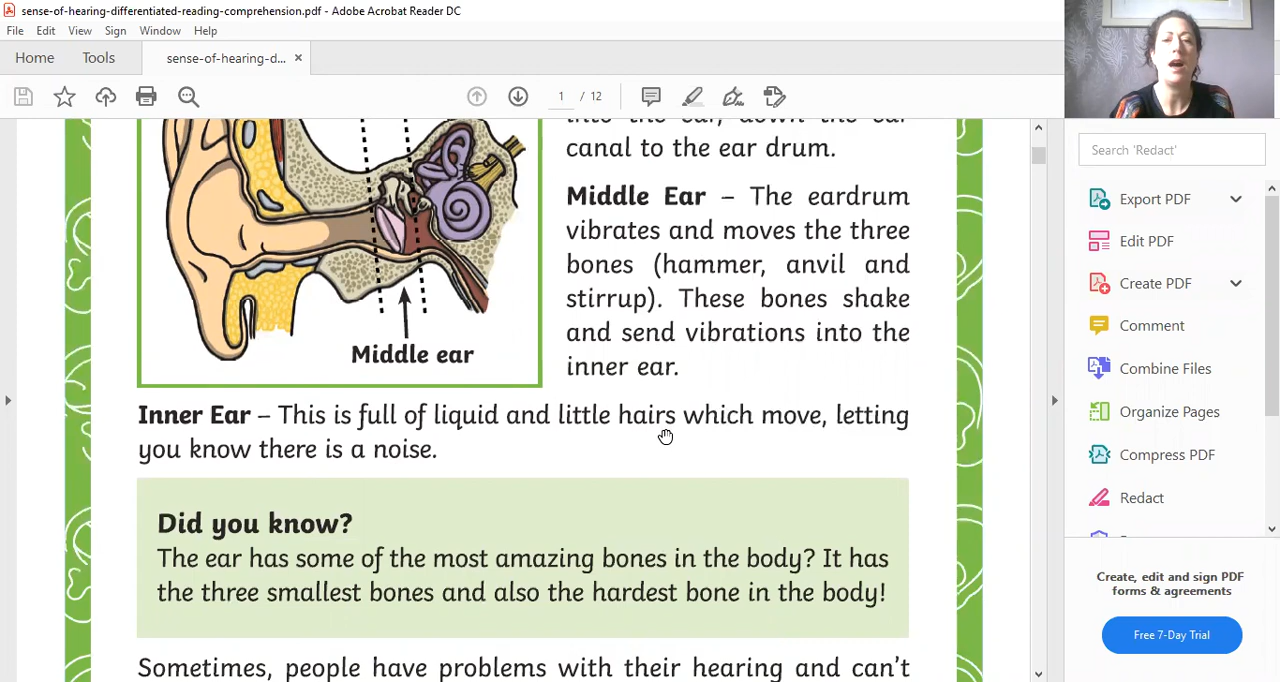 sense-of-hearing-differentiated-reading-comprehension.pdf - Adobe Acrobat Reader DC
File Edit View Sign Window Help
Home Tools sense-of-hearing-d... ×
1 / 12
into the ear, down the ear
canal to the ear drum.
Middle Ear – The eardrum
vibrates and moves the three
bones (hammer, anvil and
stirrup). These bones shake
and send vibrations into the
inner ear.
Middle ear
Inner Ear – This is full of liquid and little hairs which move, letting
you know there is a noise.
Did you know?
The ear has some of the most amazing bones in the body? It has
the three smallest bones and also the hardest bone in the body!
Sometimes, people have problems with their hearing and can't
Search 'Redact'
Export PDF
Edit PDF
Create PDF
Comment
Combine Files
Organize Pages
Compress PDF
Redact
Create, edit and sign PDF
forms & agreements
Free 7-Day Trial